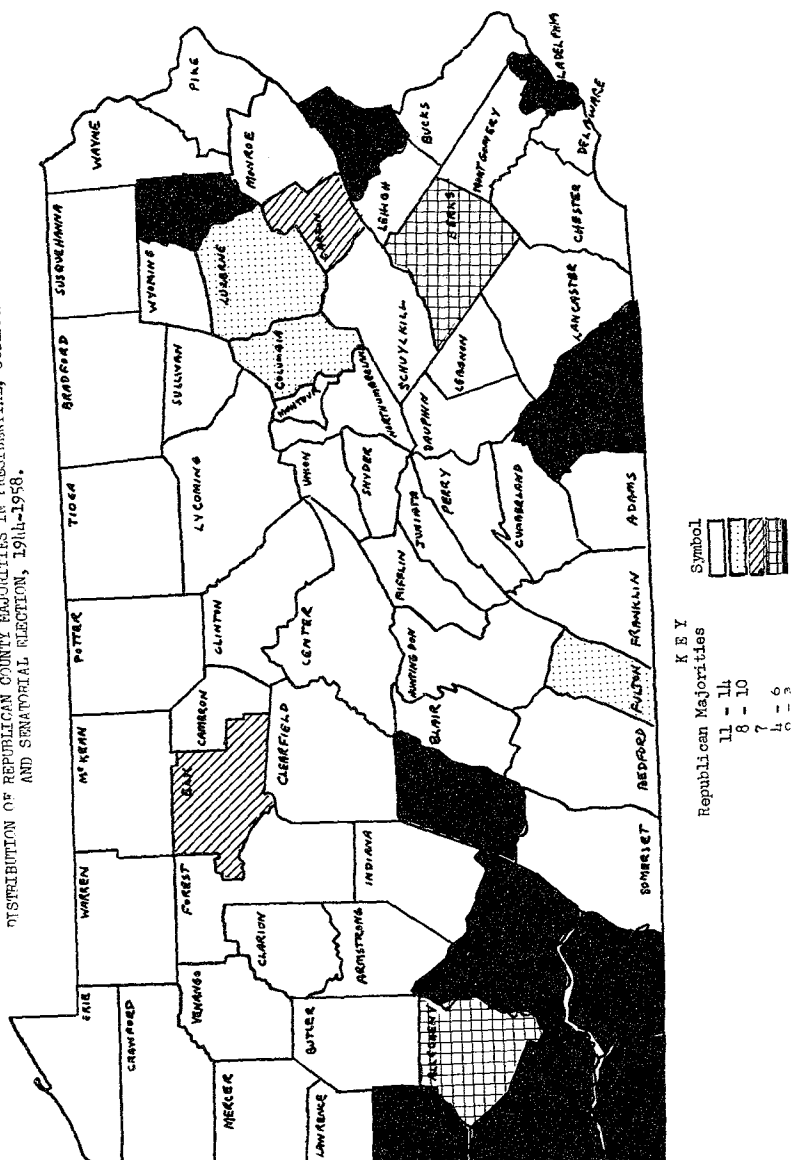 DISTRIBUTION OF REPUBLICAN COUNTY MAJORITIES IN PRESIDENTIAL,
AND SENATORIAL ELECTION, 1944-1958.
ERIE
CRAWFORD
WARREN
McKEAN
POTTER
TIOGA
BRADFORD
SUSQUEHANNA
WAYNE
PIKE
MERCER
VENANGO
FOREST
ELK
CAMERON
CLINTON
LYCOMING
SULLIVAN
WYOMING
LUZERNE
MONROE
CARBON
LAWRENCE
BUTLER
CLARION
ARMSTRONG
INDIANA
CLEARFIELD
CENTER
UNION
SNYDER
MONTOUR
COLUMBIA
NORTHUMBERLAND
SCHUYLKILL
LEHIGH
BUCKS
BERKS
MONTGOMERY
LADELPHIA
DELAWARE
CHESTER
LANCASTER
LEBANON
DAUPHIN
PERRY
JUNIATA
MIFFLIN
HUNTINGDON
BLAIR
ALLEGHENY
SOMERSET
BEDFORD
FULTON
FRANKLIN
CUMBERLAND
ADAMS
KEY
Republican Majorities Symbol
11 - 14
8 - 10
7
4 - 6
0 - 3